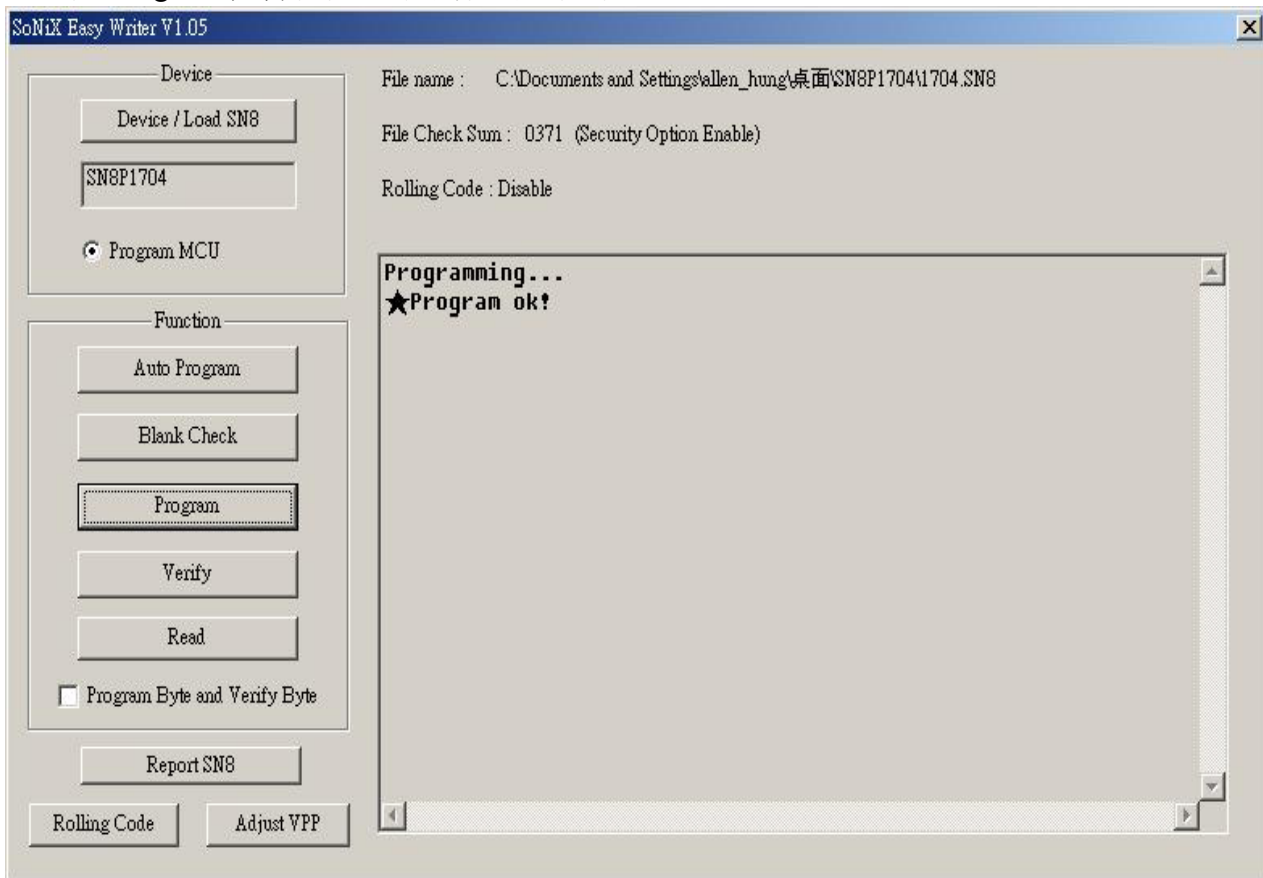 SoNiX Easy Writer V1.05
Device
Device / Load SN8
SN8P1704
Program MCU
Function
Auto Program
Blank Check
Program
Verify
Read
Program Byte and Verify Byte
Report SN8
Rolling Code
Adjust VPP
File name : C:\Documents and Settings\allen_hung\桌面\SN8P1704\1704.SN8
File Check Sum : 0371 (Security Option Enable)
Rolling Code : Disable
Programming...
★Program ok!